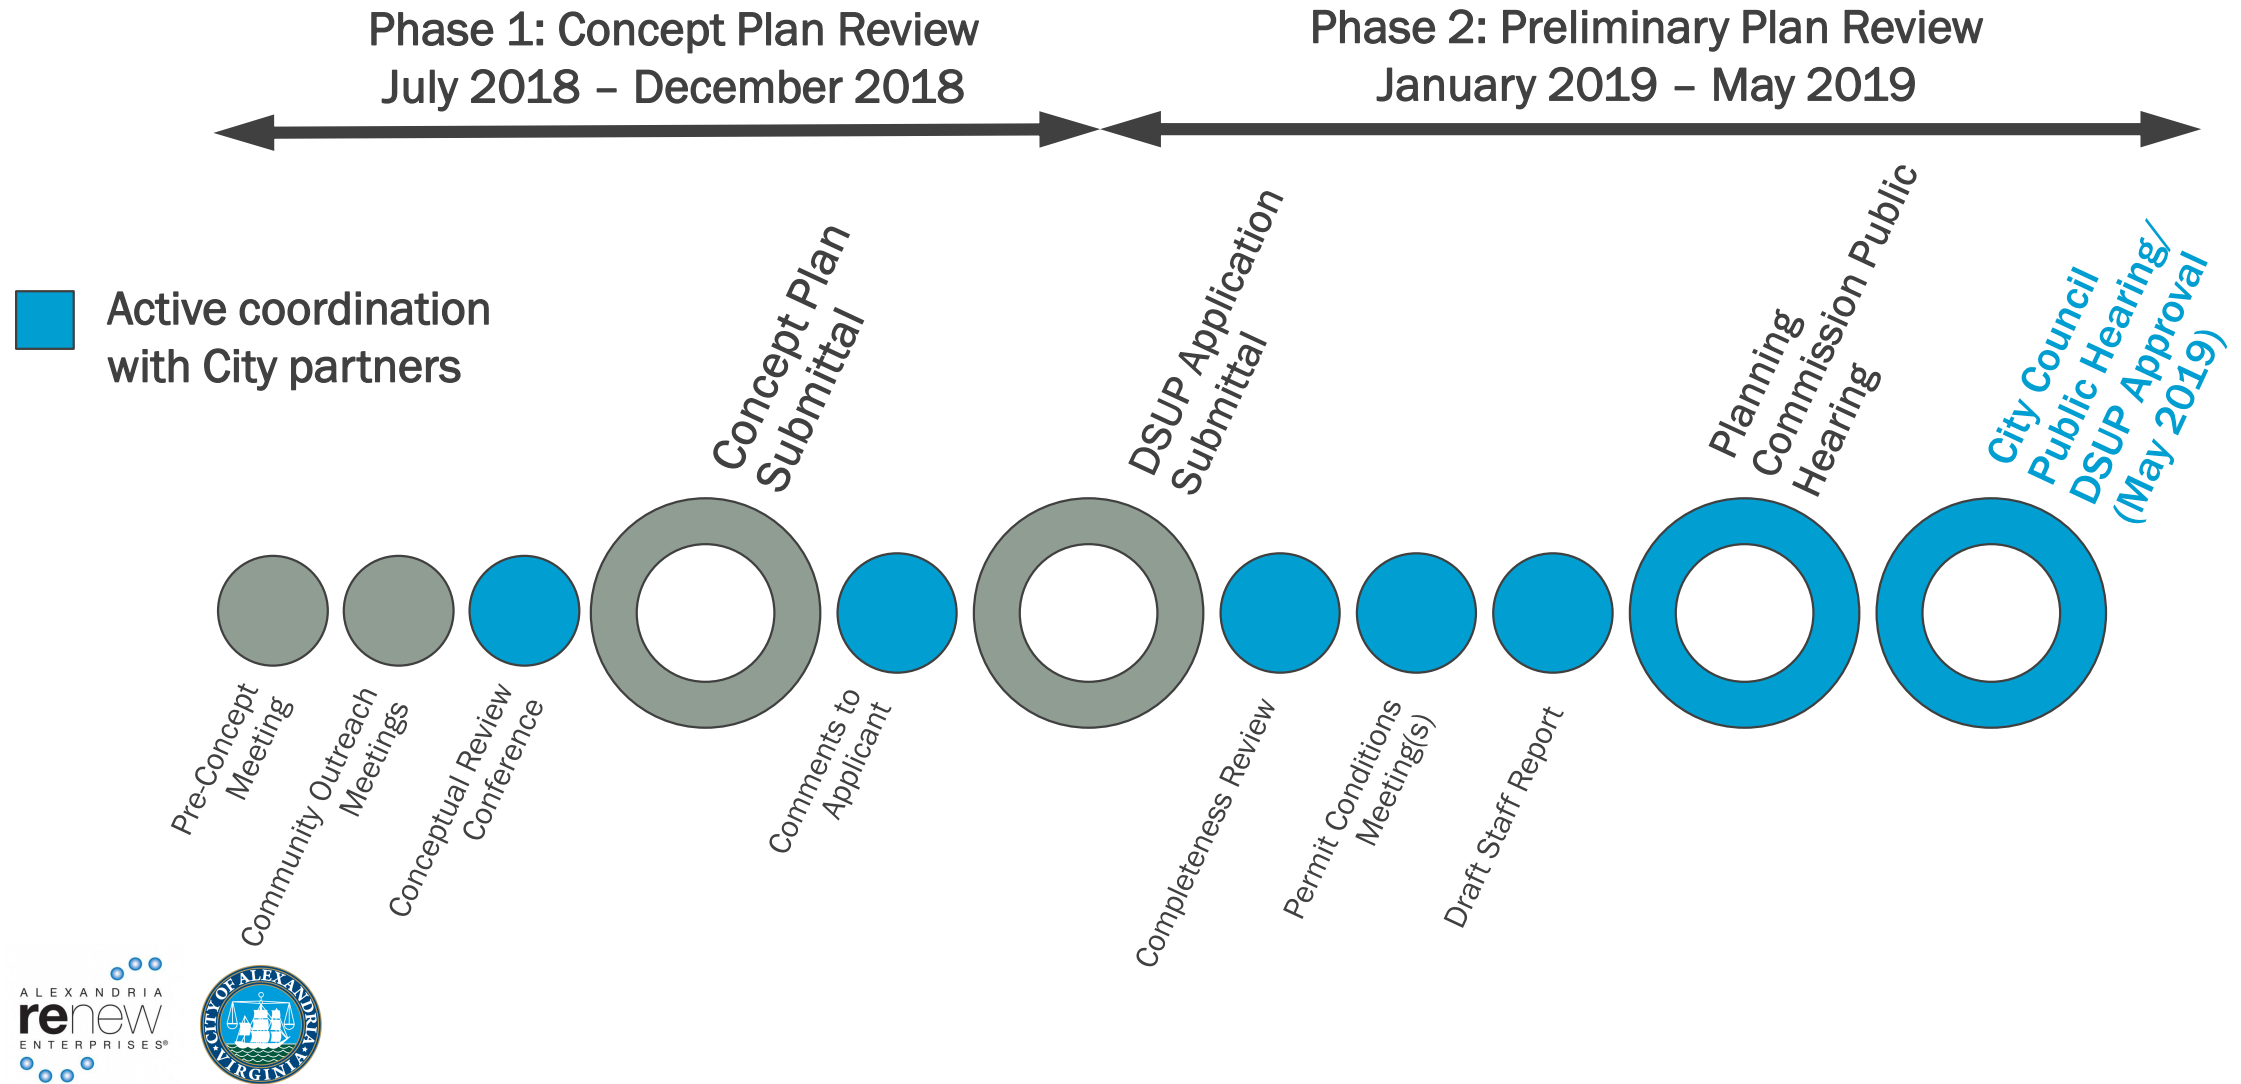 Phase 1: Concept Plan Review
July 2018 – December 2018
Phase 2: Preliminary Plan Review
January 2019 – May 2019
Active coordination
with City partners
Concept Plan
Submittal
DSUP Application
Submittal
Planning
Commission Public
Hearing
City Council
Public Hearing/
DSUP Approval
(May 2019)
Pre-Concept
Meeting
Community Outreach
Meetings
Conceptual Review
Conference
Comments to
Applicant
Completeness Review
Permit Conditions
Meeting(s)
Draft Staff Report
ALEXANDRIA
renew
ENTERPRISES®
CITY OF ALEXANDRIA
VIRGINIA